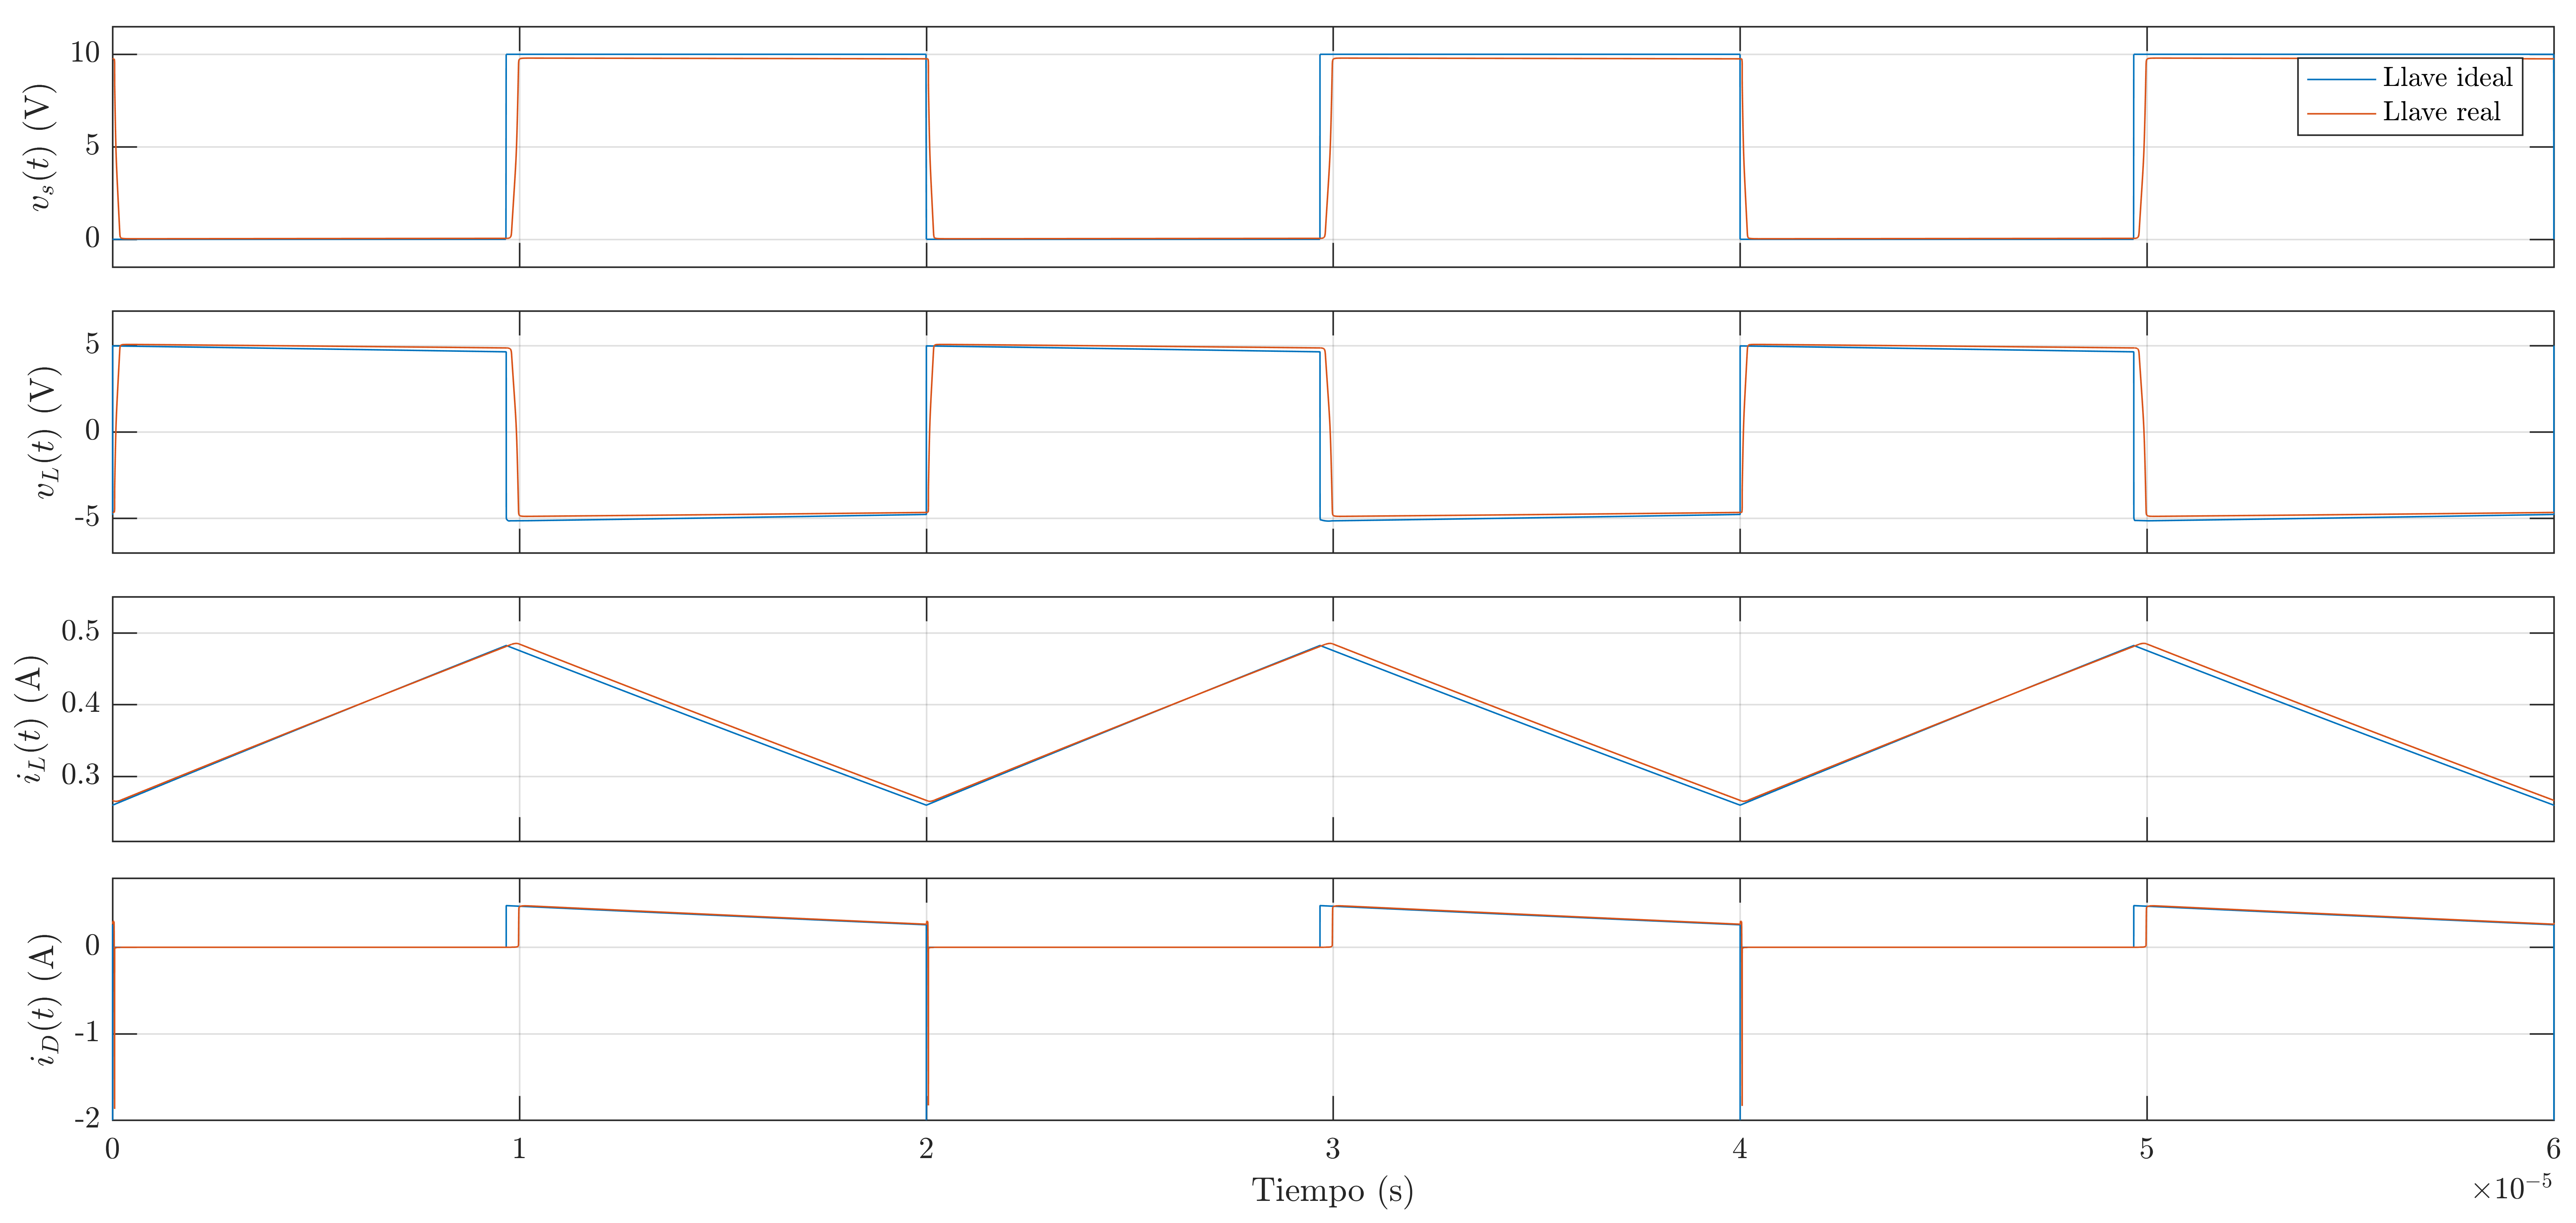 10
5
0
v_s(t) (V)
Llave ideal
Llave real
5
0
-5
v_L(t) (V)
0.5
0.4
0.3
i_L(t) (A)
0
-1
-2
i_D(t) (A)
0 1 2 3 4 5 6
Tiempo (s)
×10⁻⁵